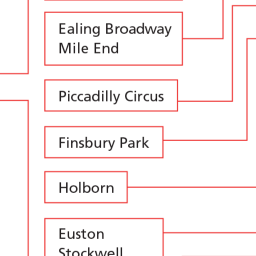 Ealing Broadway
Mile End
Piccadilly Circus
Finsbury Park
Holborn
Euston
Stockwell